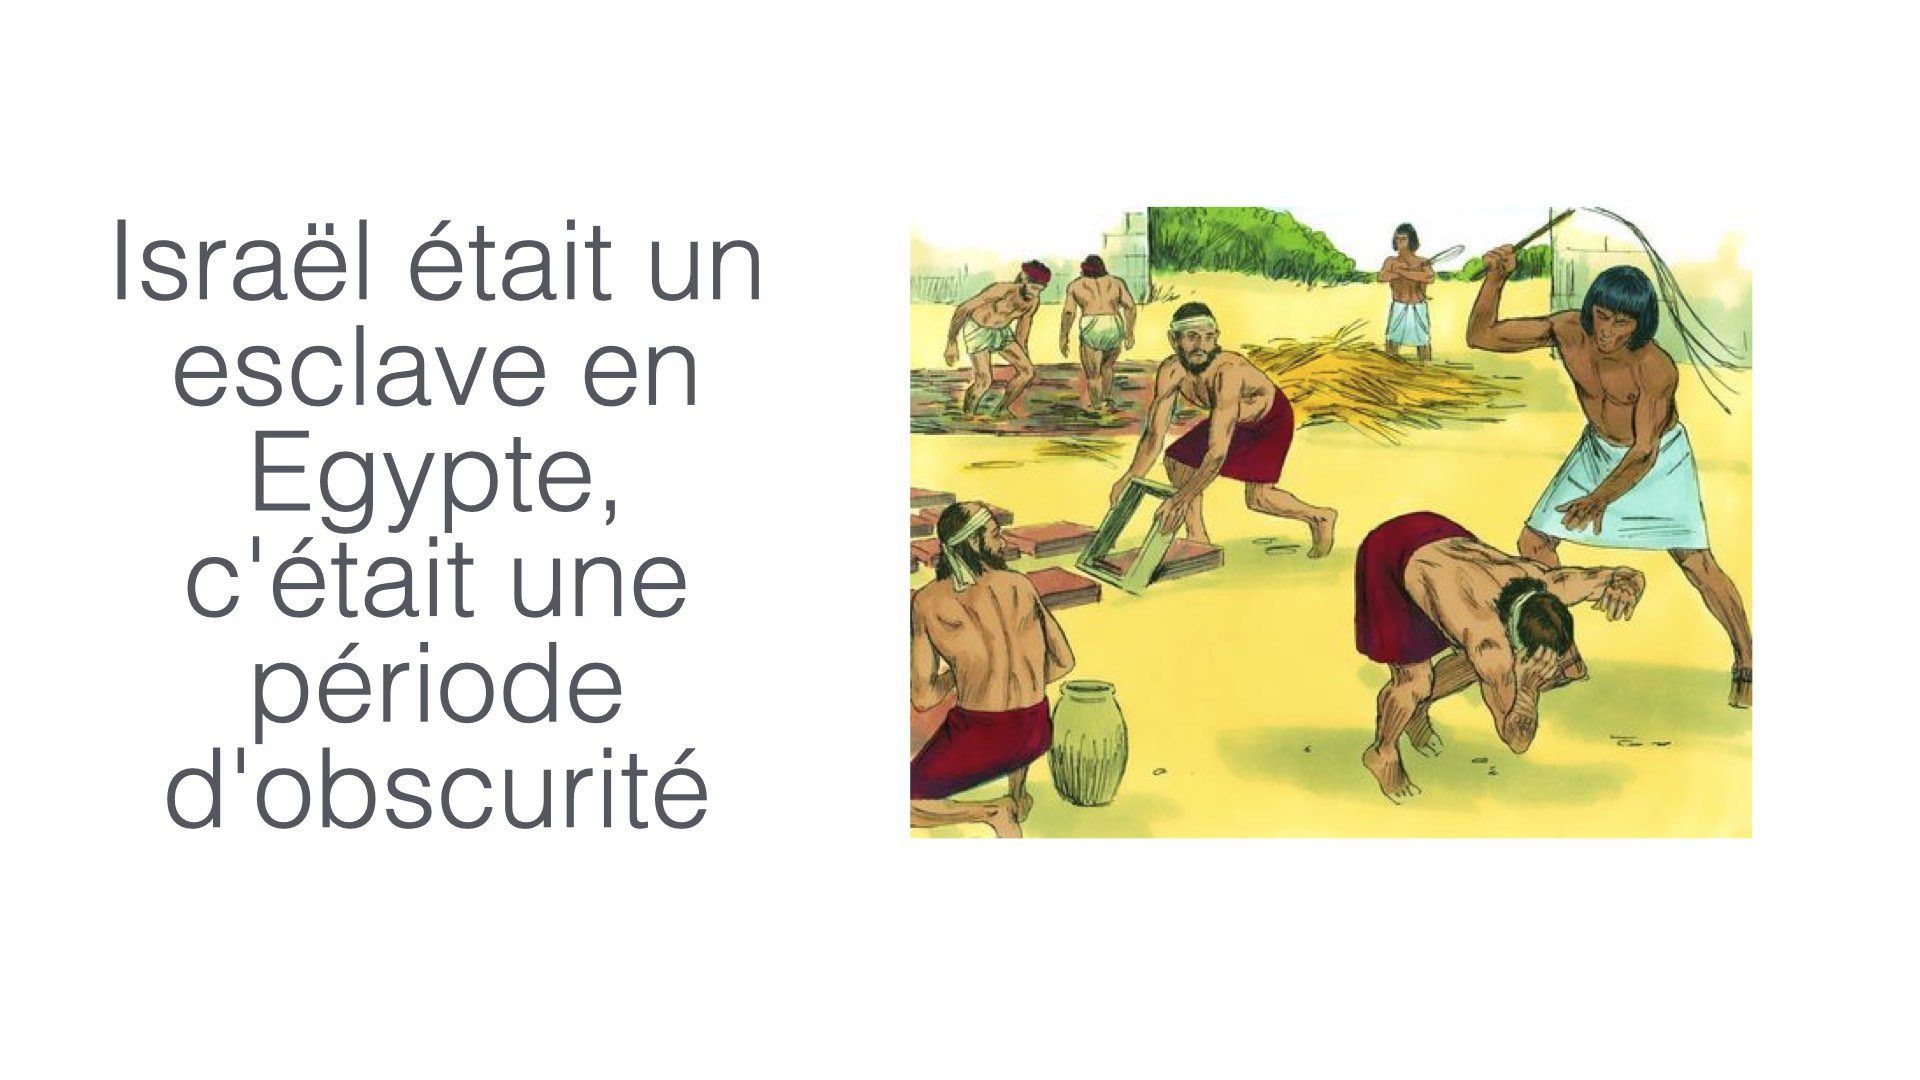 Israël était un
esclave en
Egypte,
c'était une
période
d'obscurité